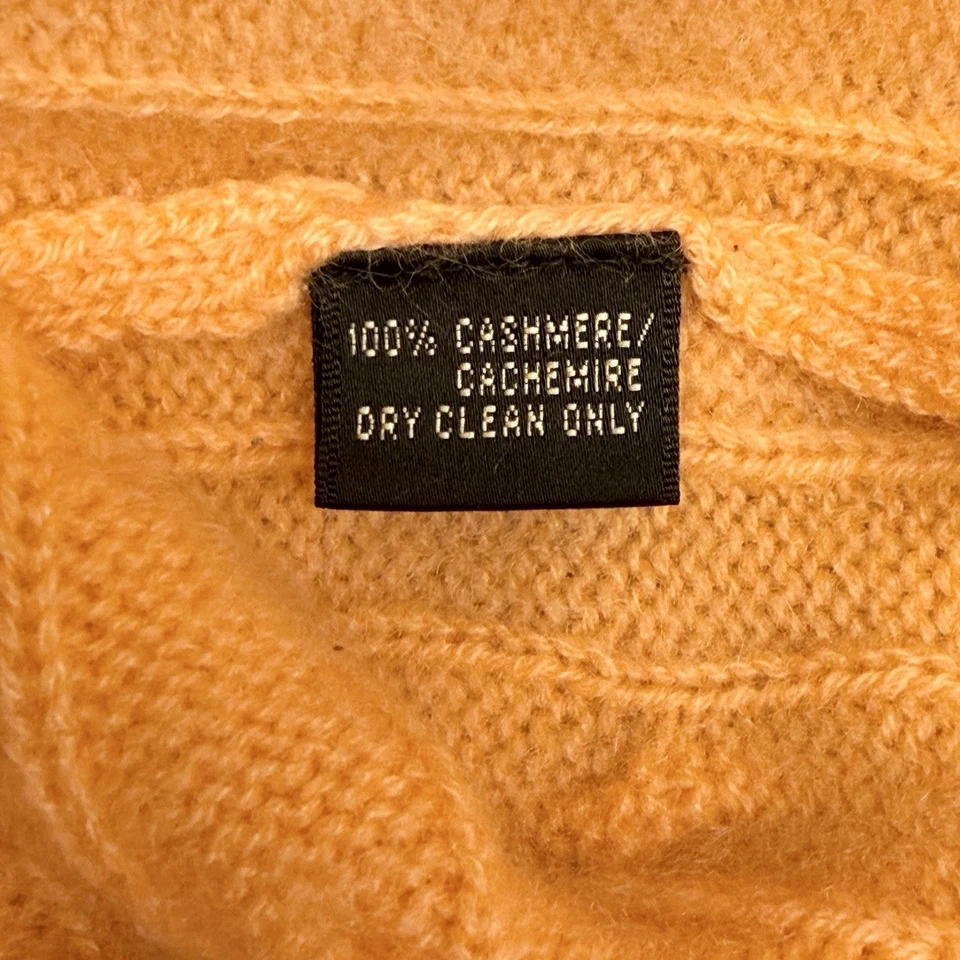 100% CASHMERE/
CACHEMIRE
DRY CLEAN ONLY